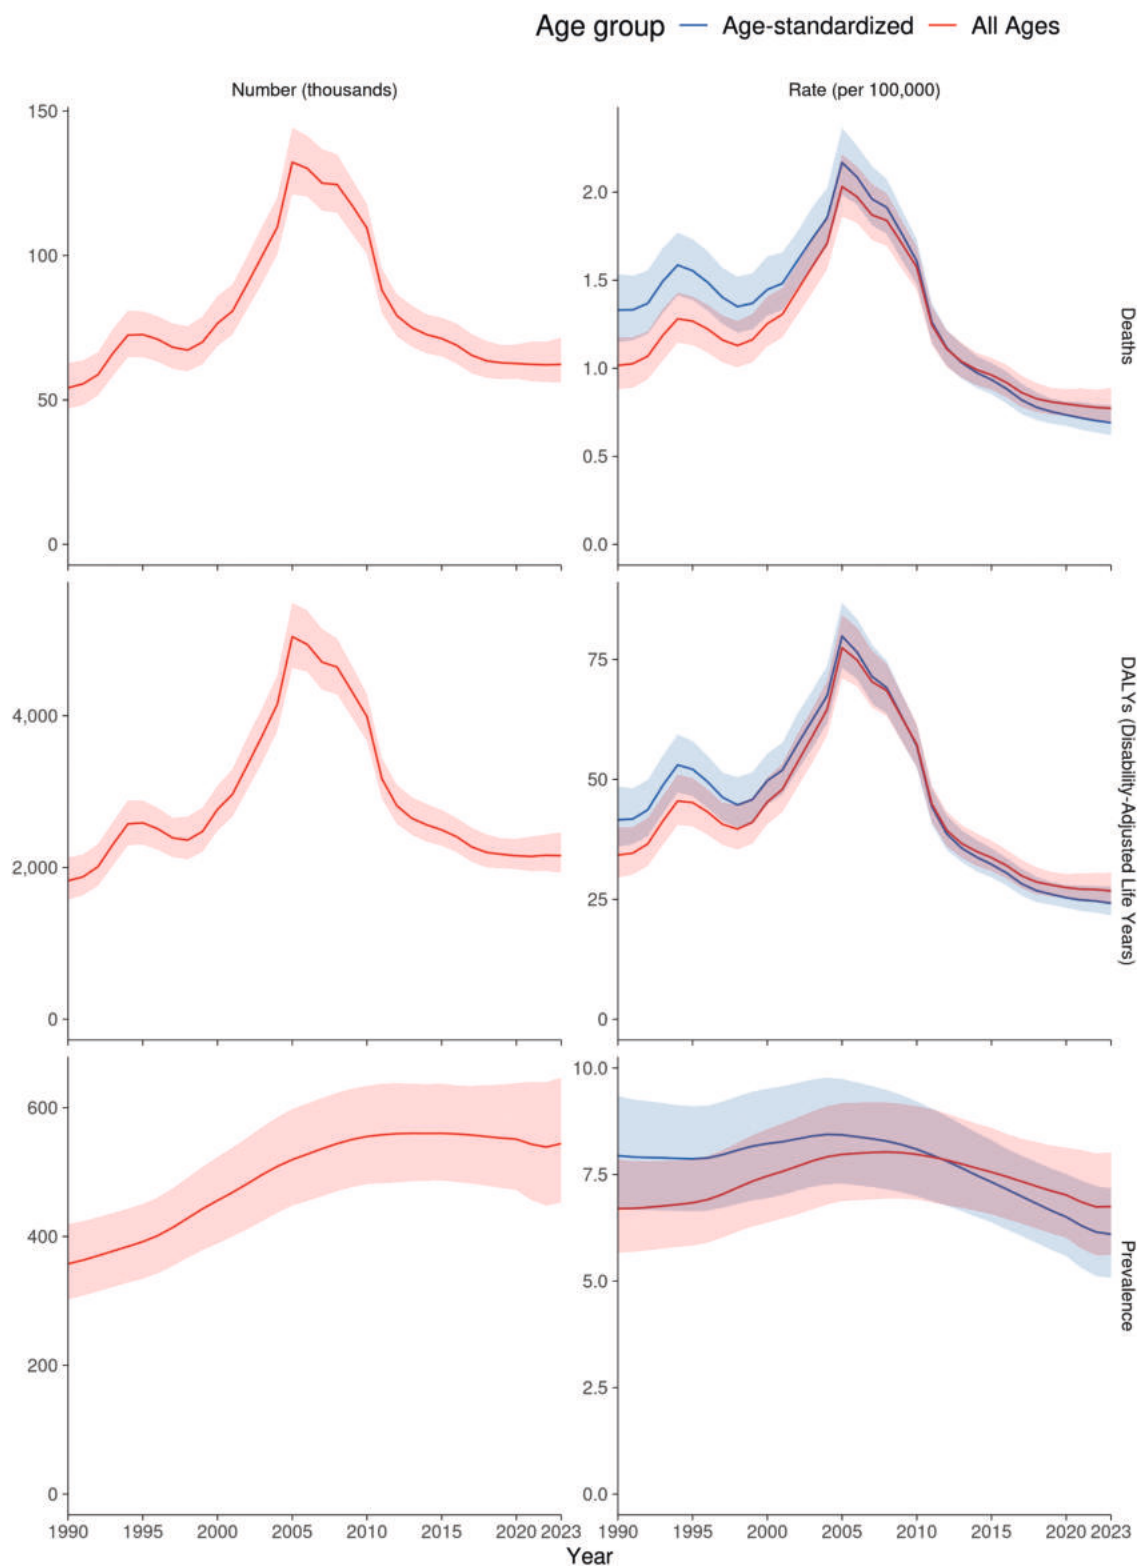 Age group Age-standardized All Ages
Number (thousands)
Rate (per 100,000)
150
100
50
0
2.0
1.5
1.0
0.5
0.0
Deaths
4,000
2,000
0
75
50
25
0
DALYs (Disability-Adjusted Life Years)
600
400
200
0
10.0
7.5
5.0
2.5
0.0
Prevalence
1990 1995 2000 2005 2010 2015 2020 2023
1990 1995 2000 2005 2010 2015 2020 2023
Year